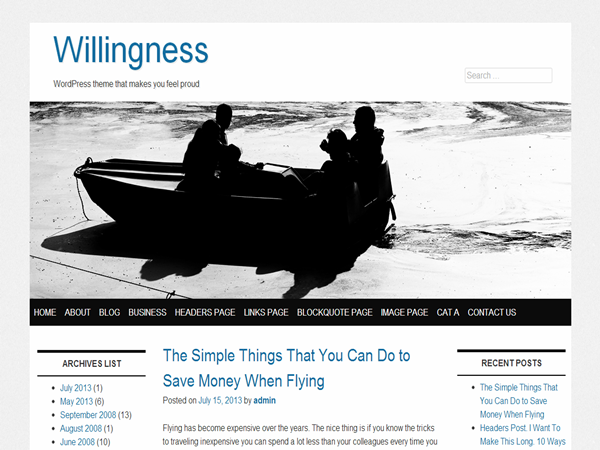 Willingness
WordPress theme that makes you feel proud
Search ...
HOME ABOUT BLOG BUSINESS HEADERS PAGE LINKS PAGE BLOCKQUOTE PAGE IMAGE PAGE CAT A CONTACT US
ARCHIVES LIST
July 2013 (1)
May 2013 (6)
September 2008 (13)
August 2008 (1)
June 2008 (10)
The Simple Things That You Can Do to
Save Money When Flying
Posted on July 15, 2013 by admin
Flying has become expensive over the years. The nice thing is if you know the tricks
to traveling inexpensive you can spend a lot less than your colleagues every time you
RECENT POSTS
The Simple Things That
You Can Do to Save
Money When Flying
Headers Post. I Want To
Make This Long. 10 Ways